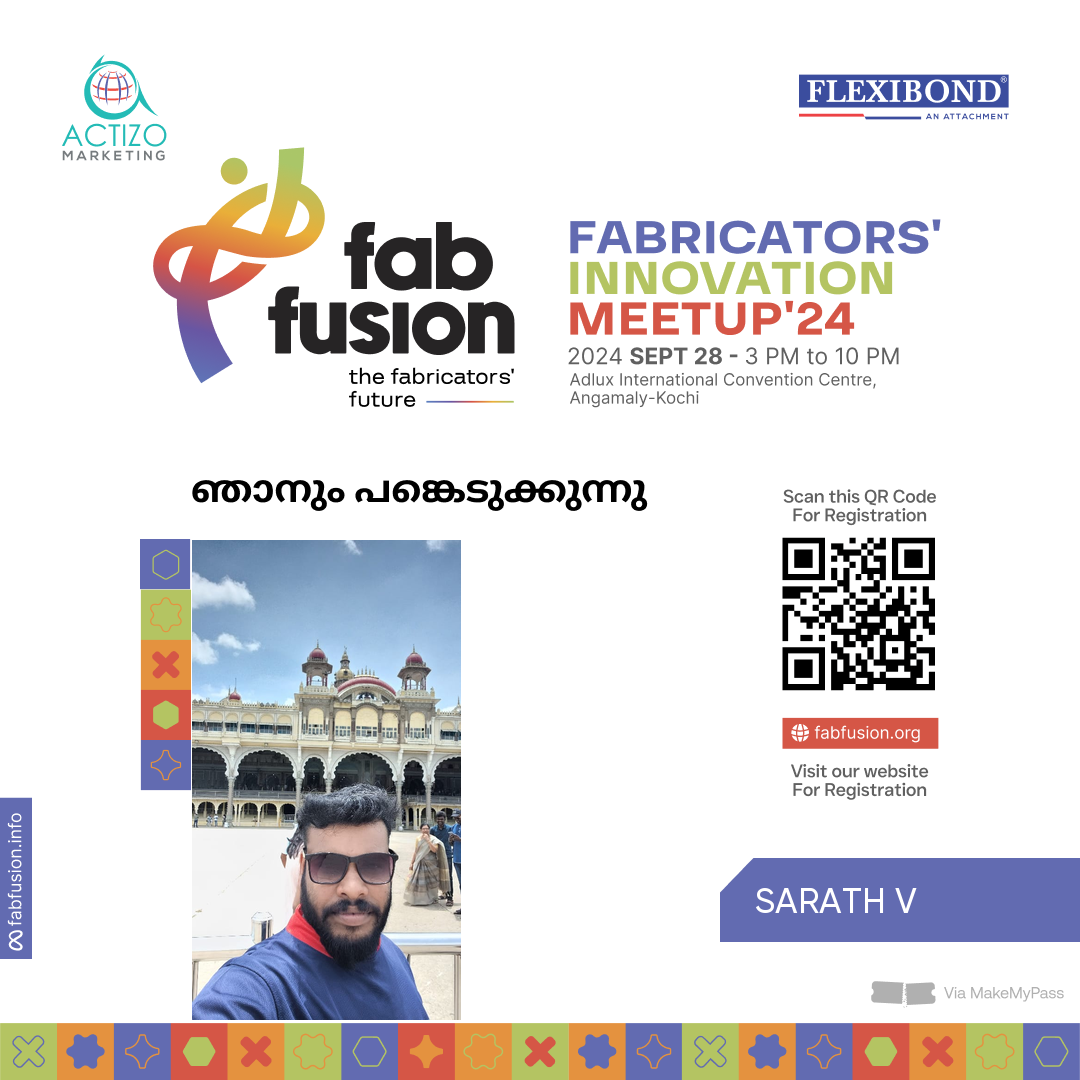 ACTIZO
MARKETING
FLEXIBOND®
AN ATTACHMENT
fab
fusion
the fabricators'
future
FABRICATORS'
INNOVATION
MEETUP'24
2024 SEPT 28 - 3 PM to 10 PM
Adlux International Convention Centre,
Angamaly-Kochi
ഞാനും പങ്കെടുക്കുന്നു
Scan this QR Code
For Registration
fabfusion.org
Visit our website
For Registration
fabfusion.info
SARATH V
Via MakeMyPass